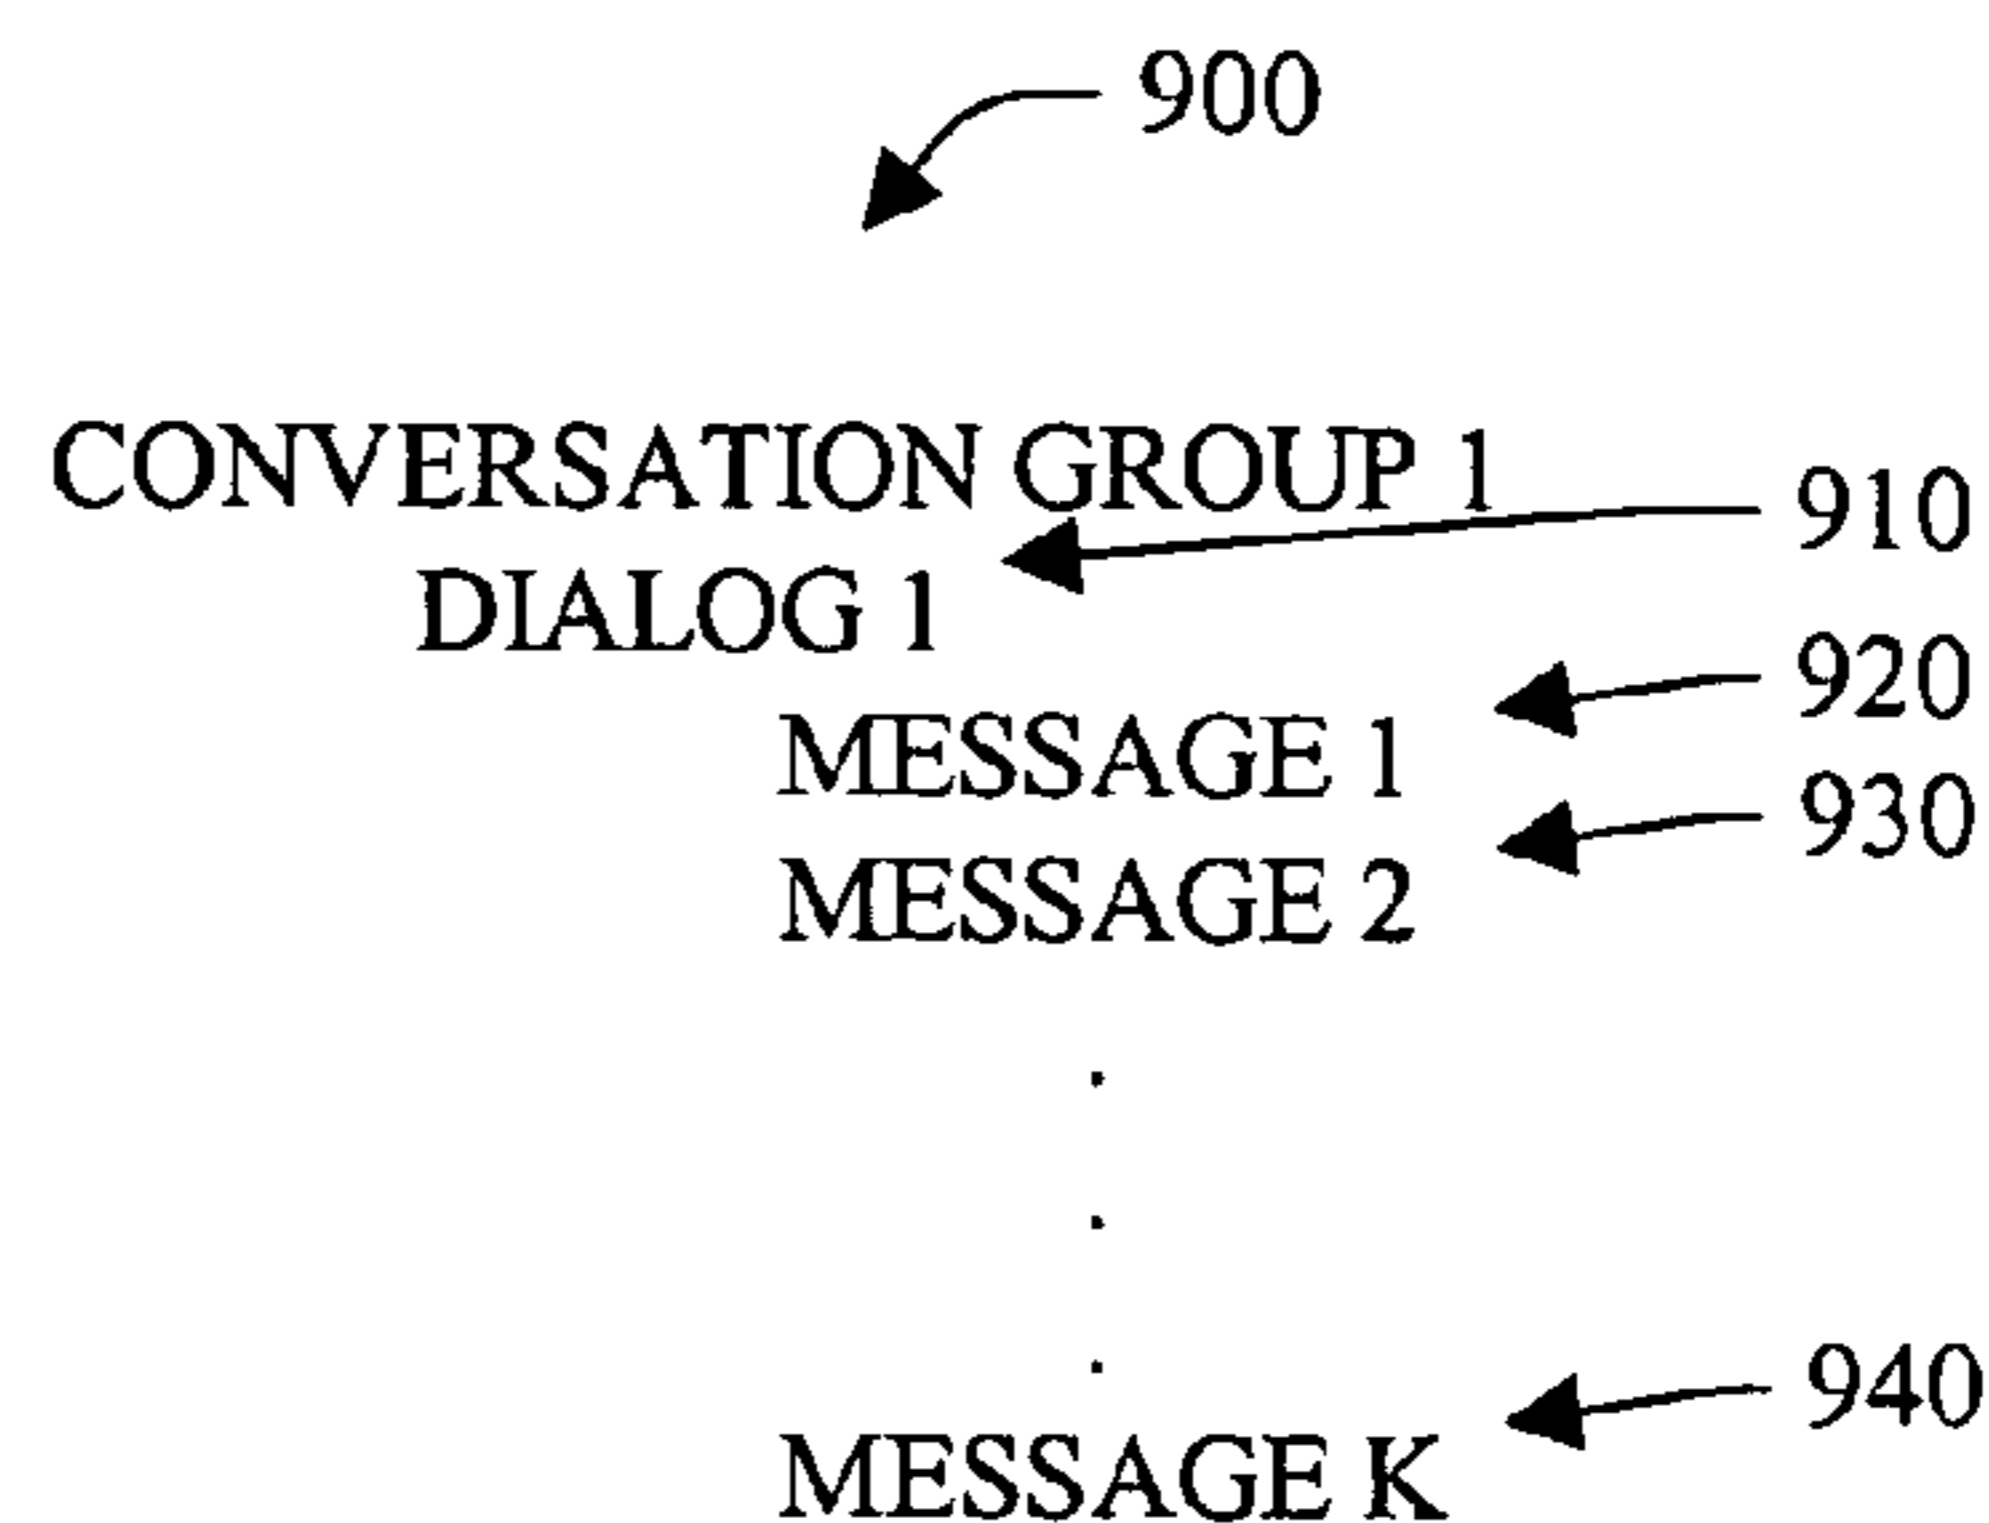 900
CONVERSATION GROUP 1
910
DIALOG 1
920
MESSAGE 1
930
MESSAGE 2
.
.
.
940
MESSAGE K